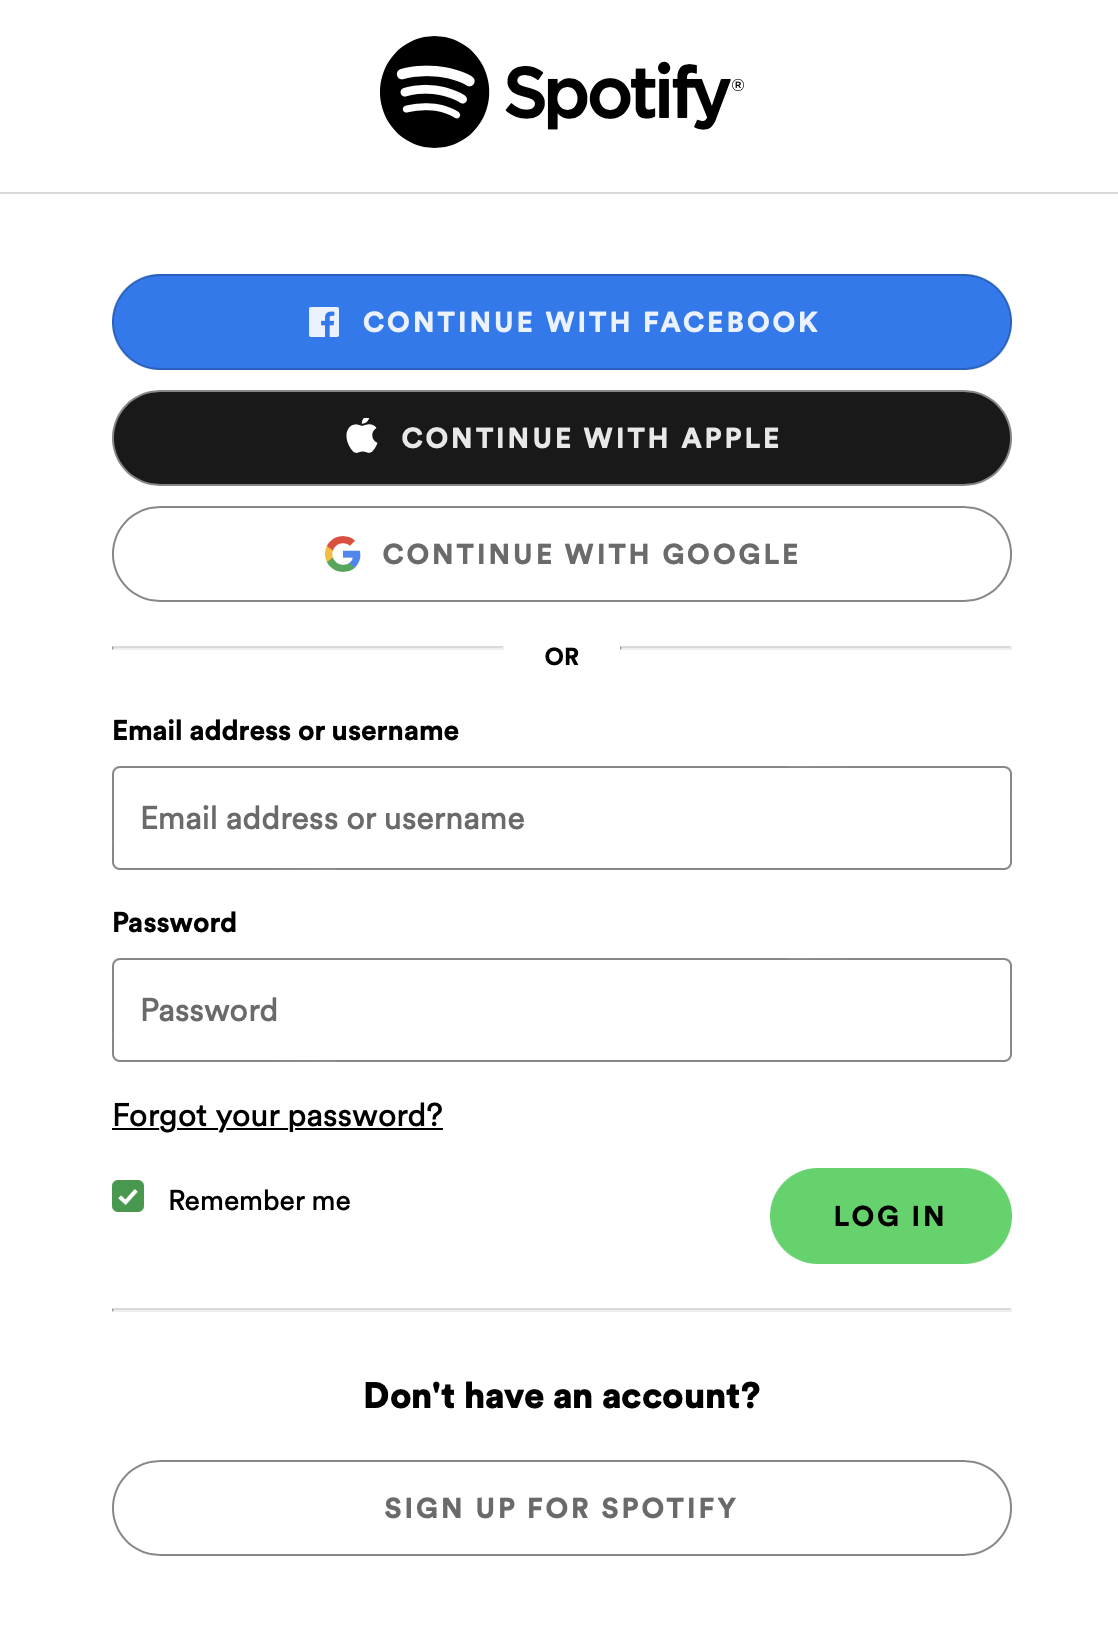 Spotify®
CONTINUE WITH FACEBOOK
CONTINUE WITH APPLE
CONTINUE WITH GOOGLE
OR
Email address or username
Email address or username
Password
Password
Forgot your password?
Remember me
LOG IN
Don't have an account?
SIGN UP FOR SPOTIFY